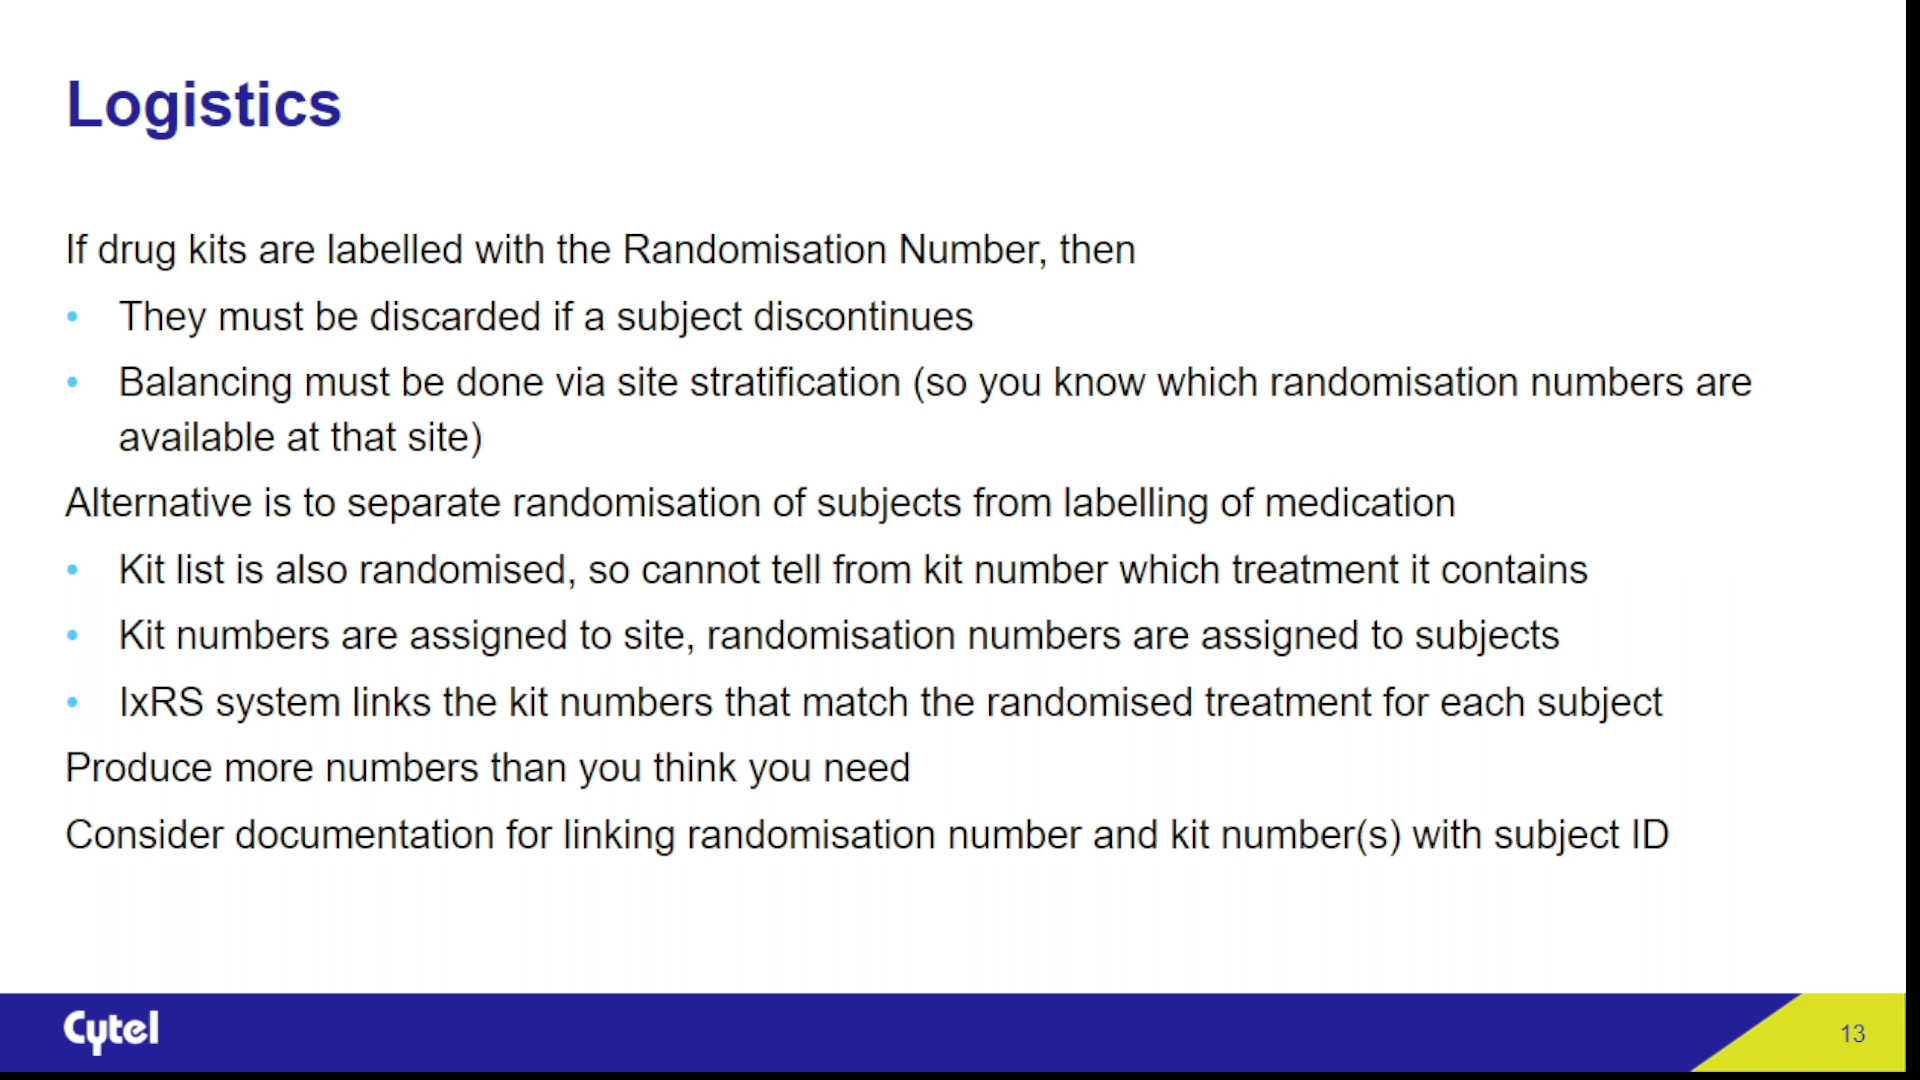 Logistics
If drug kits are labelled with the Randomisation Number, then
• They must be discarded if a subject discontinues
• Balancing must be done via site stratification (so you know which randomisation numbers are
available at that site)
Alternative is to separate randomisation of subjects from labelling of medication
• Kit list is also randomised, so cannot tell from kit number which treatment it contains
• Kit numbers are assigned to site, randomisation numbers are assigned to subjects
• IxRS system links the kit numbers that match the randomised treatment for each subject
Produce more numbers than you think you need
Consider documentation for linking randomisation number and kit number(s) with subject ID
Cytel
13